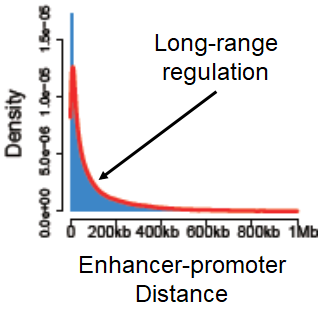 1.5e-05
1.0e-05
5.0e-06
0.0e+00
Density
Long-range
regulation
0 200kb 400kb 600kb 800kb 1Mb
Enhancer-promoter
Distance